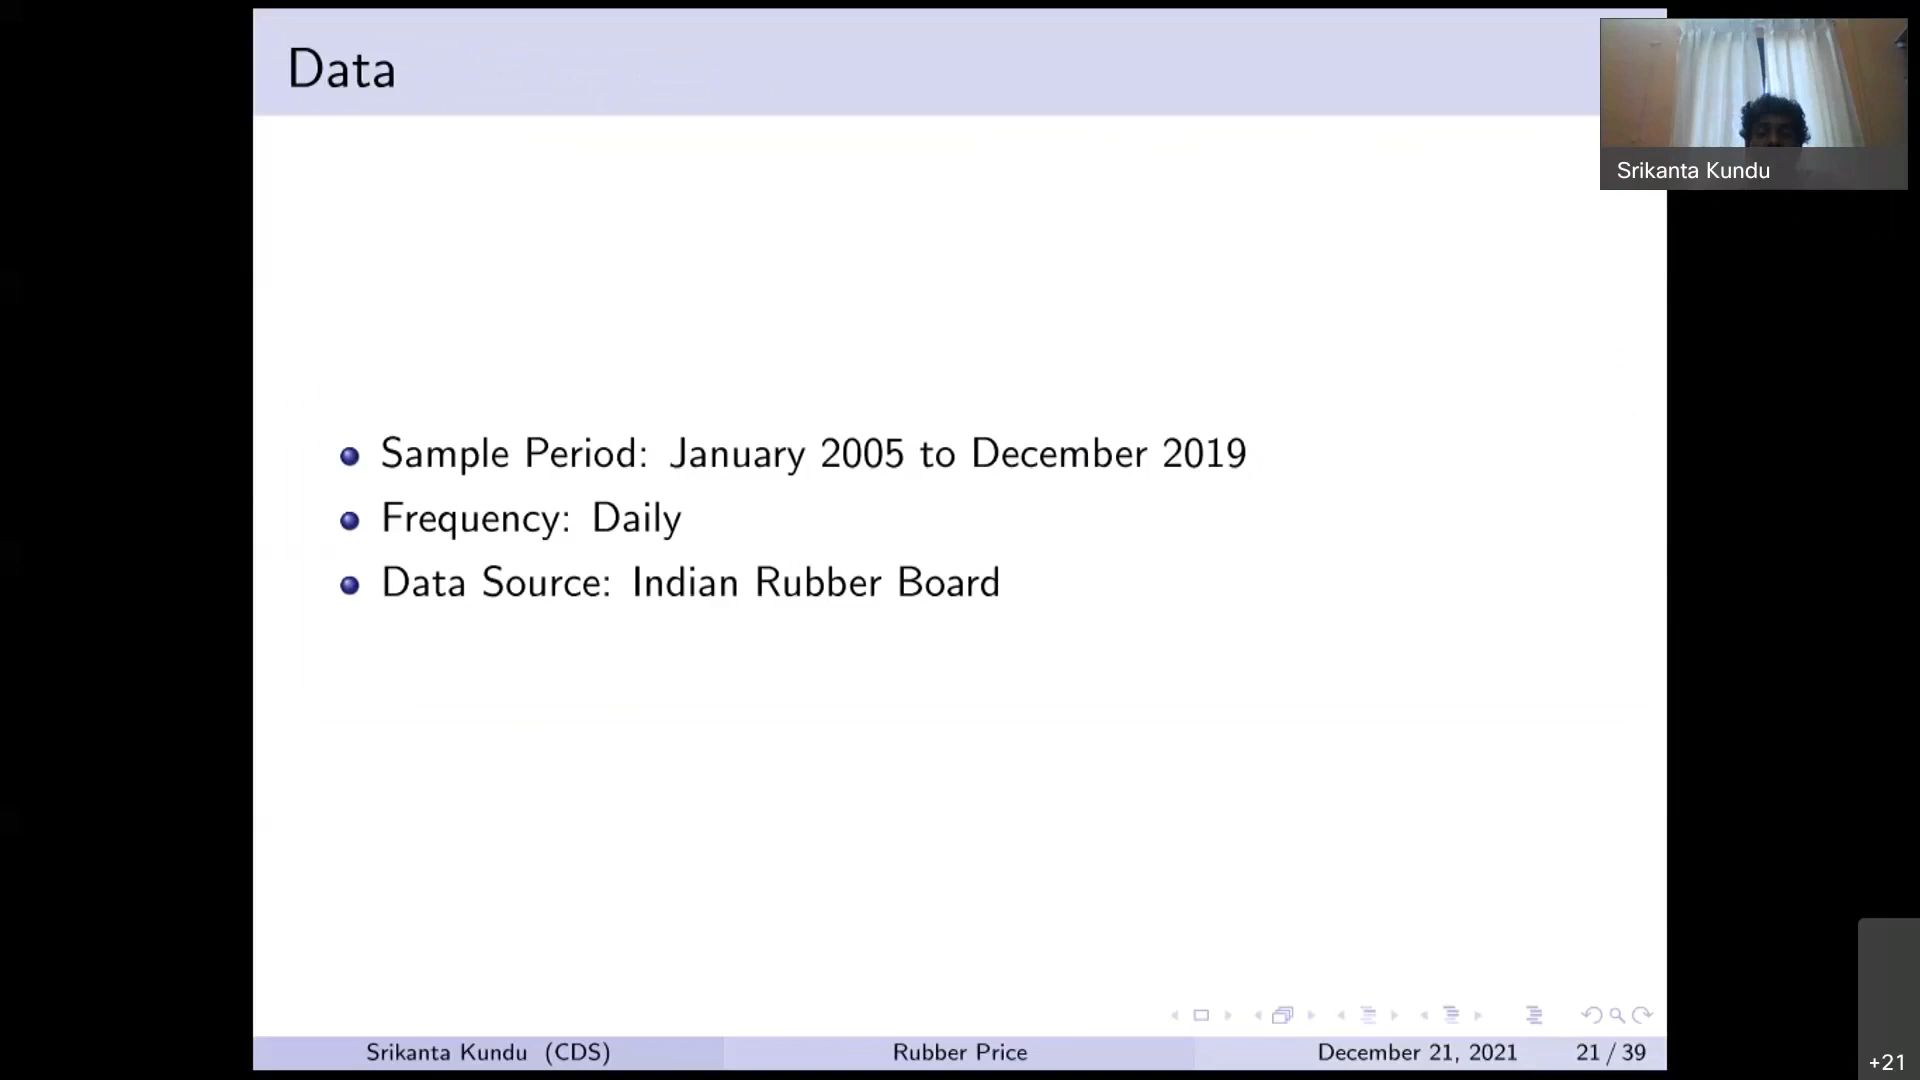 Data
Srikanta Kundu
Sample Period: January 2005 to December 2019
Frequency: Daily
Data Source: Indian Rubber Board
Srikanta Kundu (CDS)
Rubber Price
December 21, 2021
21 / 39
+21